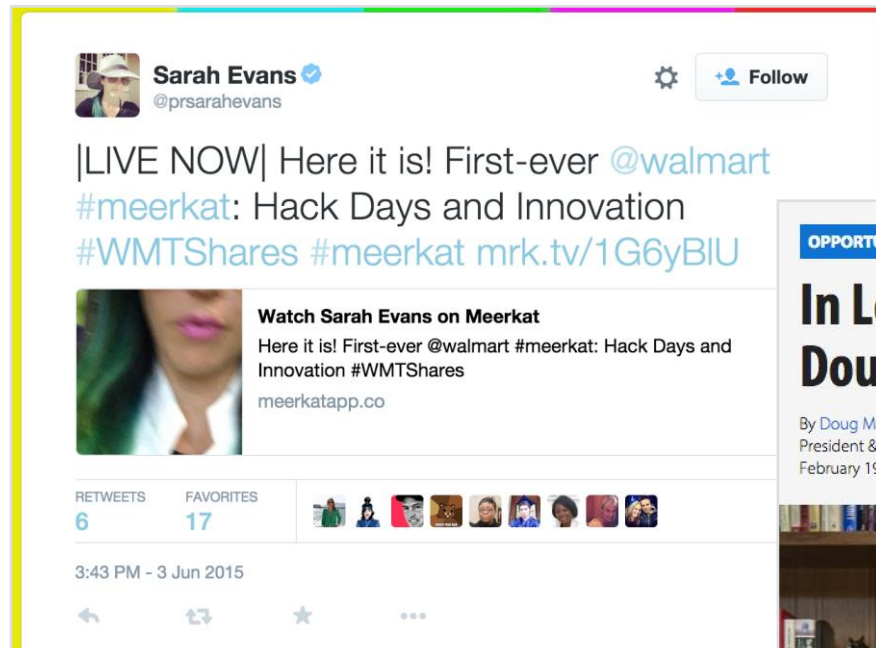 Sarah Evans
@prsarahevans
Follow
|LIVE NOW| Here it is! First-ever @walmart
#meerkat: Hack Days and Innovation
#WMTShares #meerkat mrk.tv/1G6yBlU
Watch Sarah Evans on Meerkat
Here it is! First-ever @walmart #meerkat: Hack Days and
Innovation #WMTShares
meerkatapp.co
RETWEETS FAVORITES
6 17
3:43 PM - 3 Jun 2015
OPPORTU
In L
Dou
By Doug M
President &
February 19